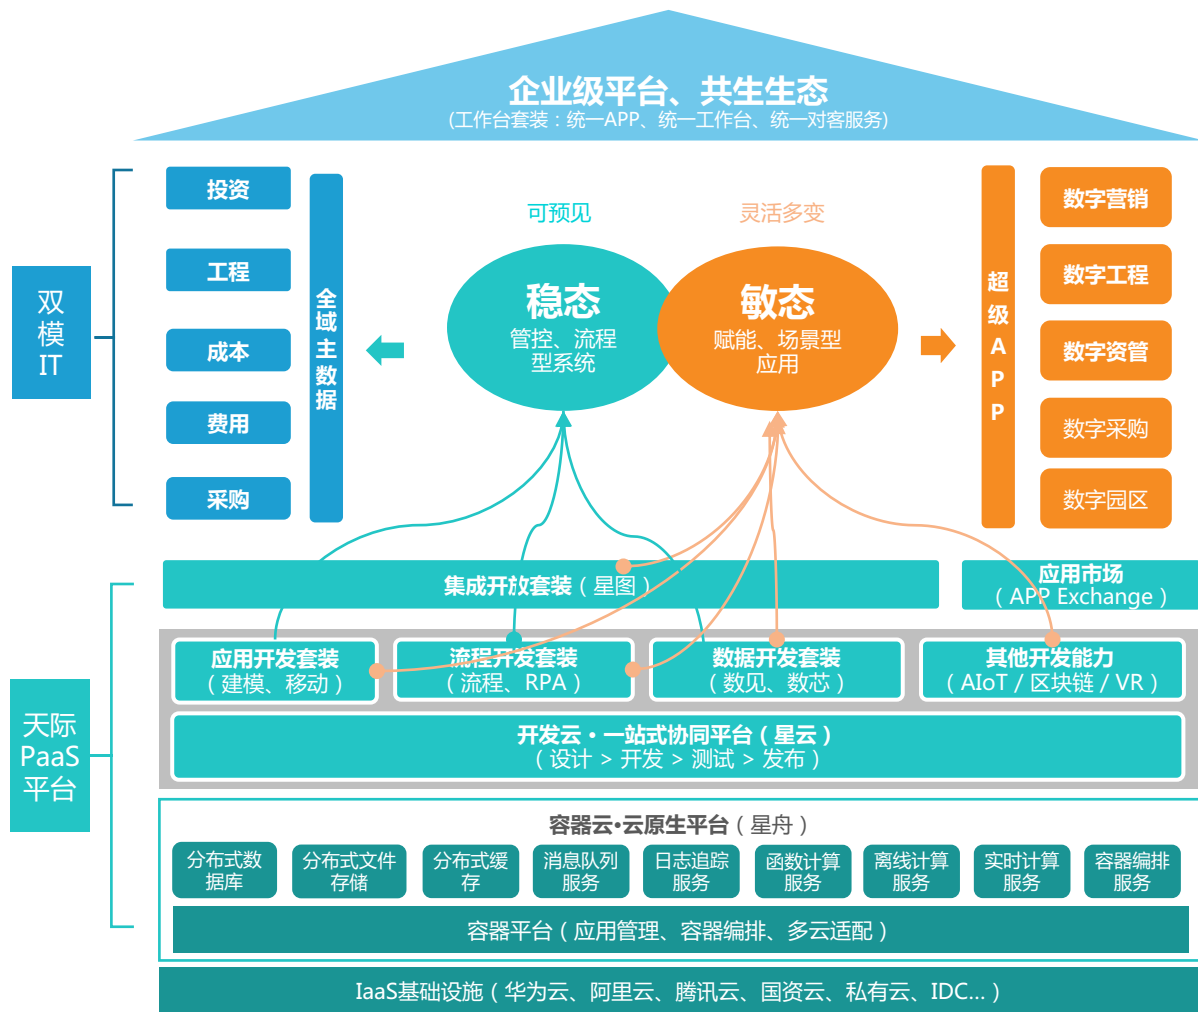 企业级平台、共生生态
(工作台套装：统一APP、统一工作台、统一对客服务)
双
模
IT
投资
工程
成本
费用
采购
全
域
主
数
据
可预见
稳态
管控、流程
型系统
灵活多变
敏态
赋能、场景型
应用
超
级
A
P
P
数字营销
数字工程
数字资管
数字采购
数字园区
天际
PaaS
平台
集成开放套装（星图）
应用市场
（APP Exchange）
应用开发套装
（建模、移动）
流程开发套装
（流程、RPA）
数据开发套装
（数见、数芯）
其他开发能力
（AIoT / 区块链 / VR）
开发云·一站式协同平台（星云）
（设计 > 开发 > 测试 > 发布）
容器云·云原生平台（星舟）
分布式数
据库
分布式文件
存储
分布式缓
存
消息队列
服务
日志追踪
服务
函数计算
服务
离线计算
服务
实时计算
服务
容器编排
服务
容器平台（应用管理、容器编排、多云适配）
IaaS基础设施（华为云、阿里云、腾讯云、国资云、私有云、IDC...）